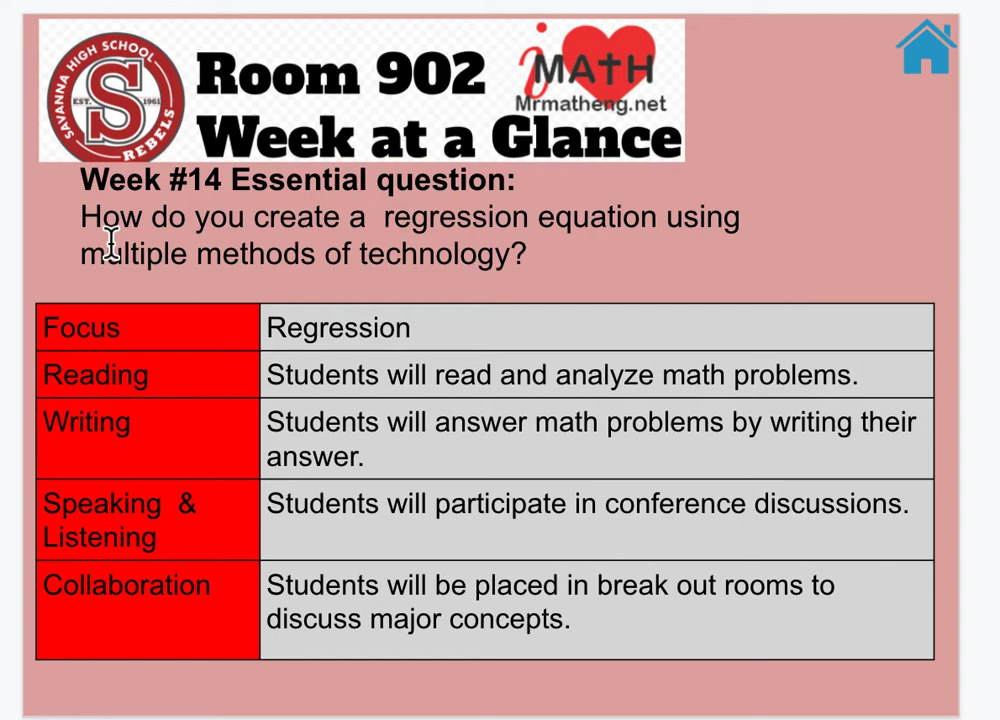 SAVANNA HIGH SCHOOL
EST. S 1961
REBELS
Room 902
Week at a Glance
i MATH
Mrmatheng.net
Week #14 Essential question:
How do you create a  regression equation using
multiple methods of technology?
Focus
Regression
Reading
Students will read and analyze math problems.
Writing
Students will answer math problems by writing their
answer.
Speaking  &
Listening
Students will participate in conference discussions.
Collaboration
Students will be placed in break out rooms to
discuss major concepts.